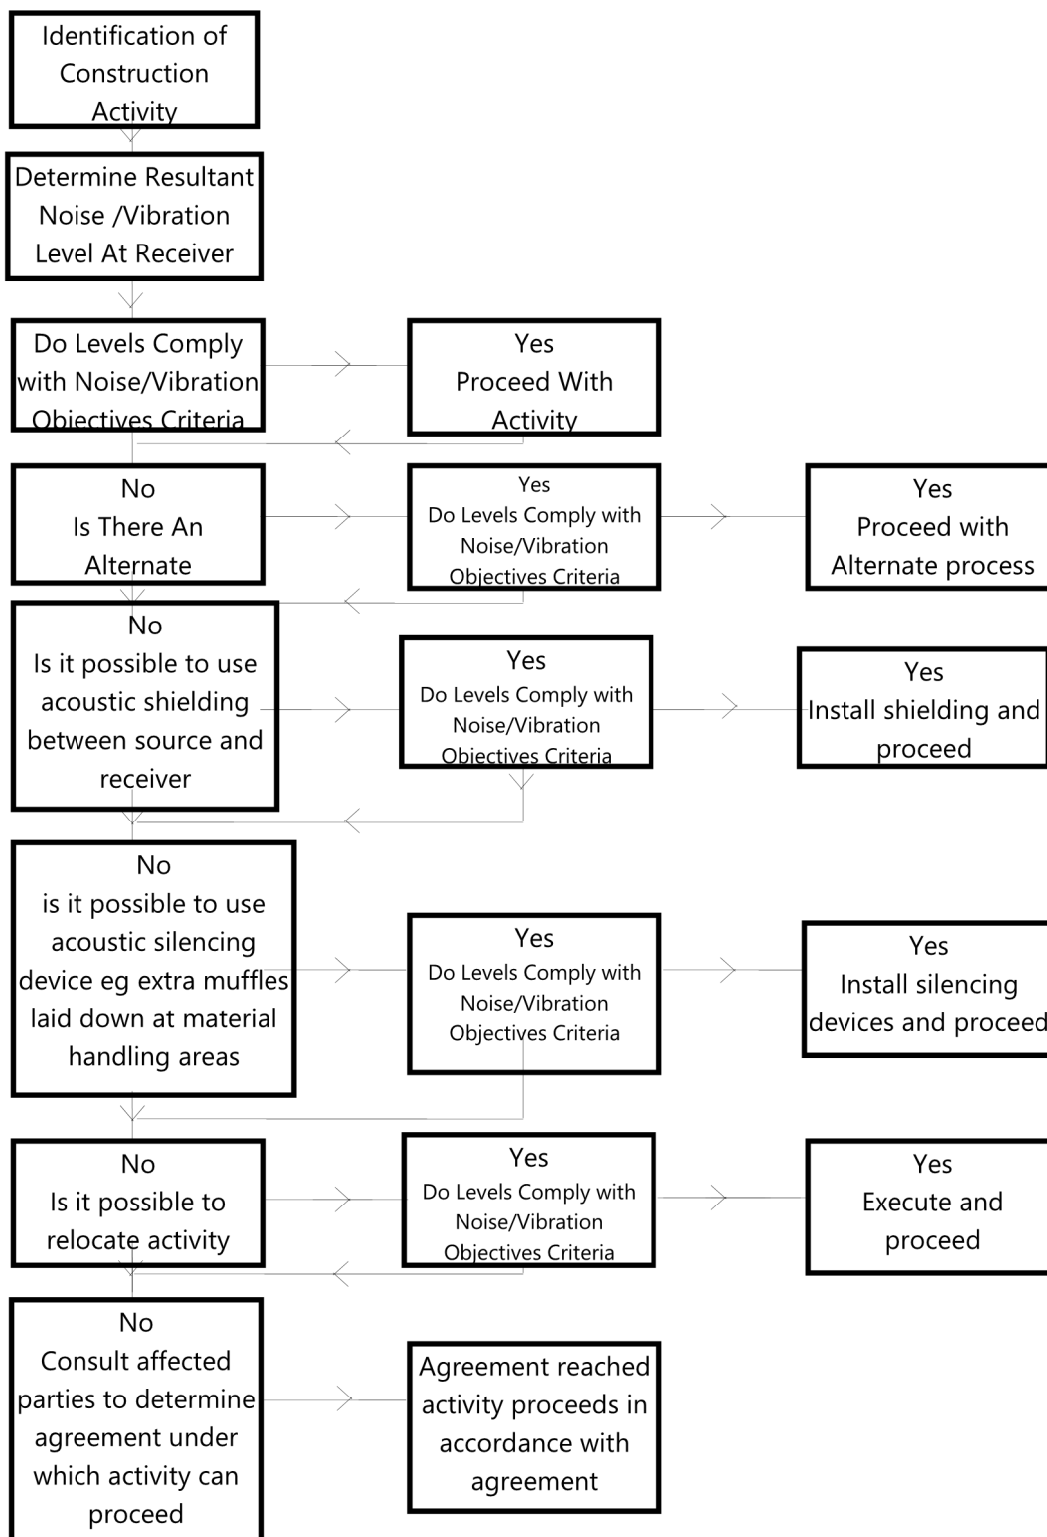 Identification of
Construction
Activity
Determine Resultant
Noise /Vibration
Level At Receiver
Do Levels Comply
with Noise/Vibration
Objectives Criteria
Yes
Proceed With
Activity
No
Is There An
Alternate
Yes
Do Levels Comply with
Noise/Vibration
Objectives Criteria
Yes
Proceed with
Alternate process
No
Is it possible to use
acoustic shielding
between source and
receiver
Yes
Do Levels Comply with
Noise/Vibration
Objectives Criteria
Yes
Install shielding and
proceed
No
is it possible to use
acoustic silencing
device eg extra muffles
laid down at material
handling areas
Yes
Do Levels Comply with
Noise/Vibration
Objectives Criteria
Yes
Install silencing
devices and proceed
No
Is it possible to
relocate activity
Yes
Do Levels Comply with
Noise/Vibration
Objectives Criteria
Yes
Execute and
proceed
No
Consult affected
parties to determine
agreement under
which activity can
proceed
Agreement reached
activity proceeds in
accordance with
agreement